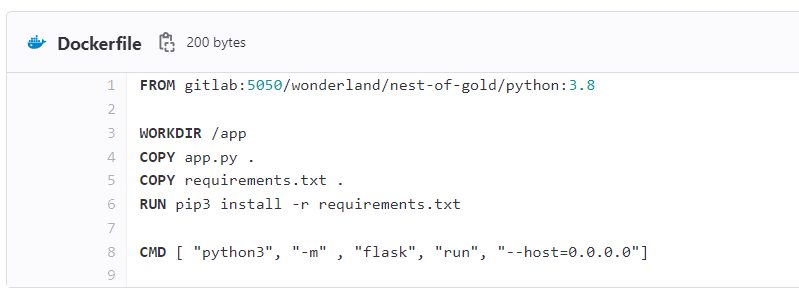 Dockerfile 200 bytes
1 FROM gitlab:5050/wonderland/nest-of-gold/python:3.8
2
3 WORKDIR /app
4 COPY app.py .
5 COPY requirements.txt .
6 RUN pip3 install -r requirements.txt
7
8 CMD [ "python3", "-m" , "flask", "run", "--host=0.0.0.0"]
9